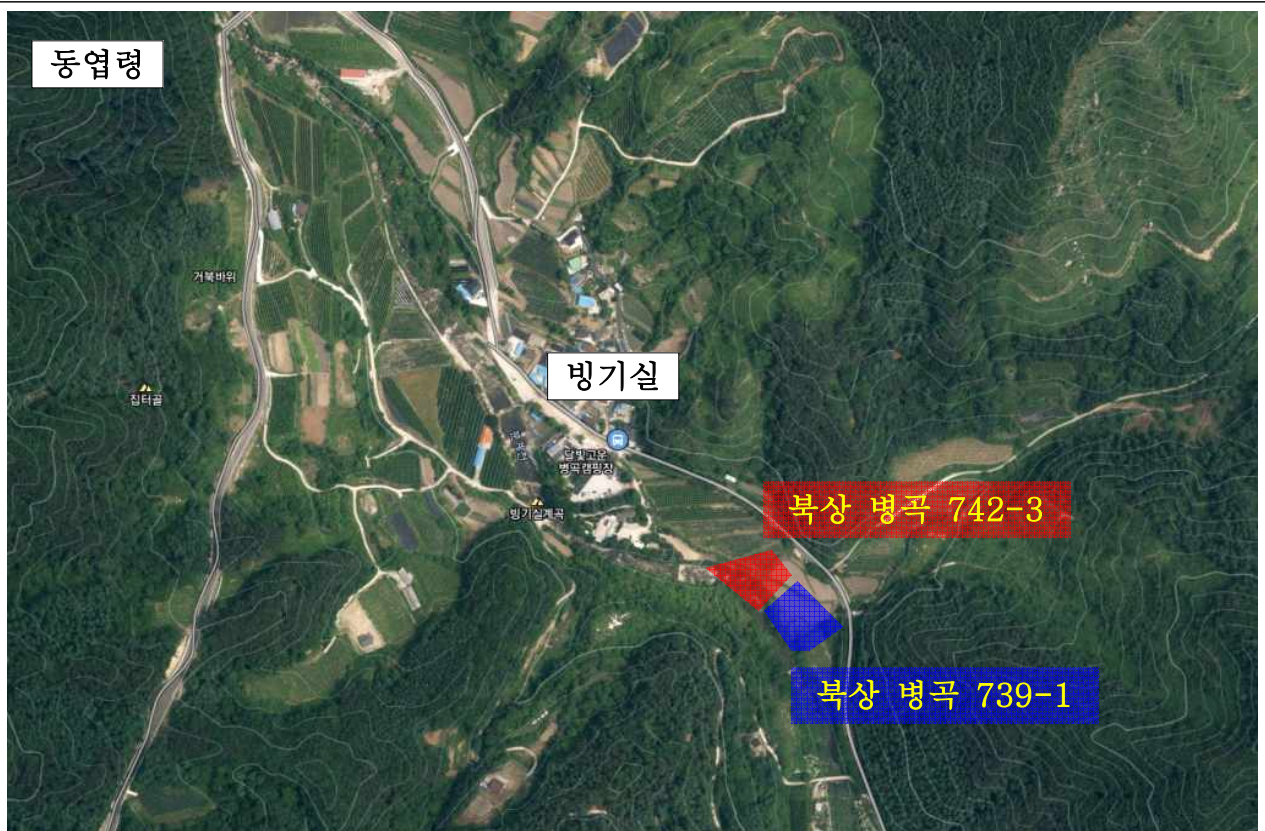 동엽령
거북바위
빙기실
집터골
달빛고운
병곡캠핑장
북상 병곡 742-3
빙기실계곡
북상 병곡 739-1